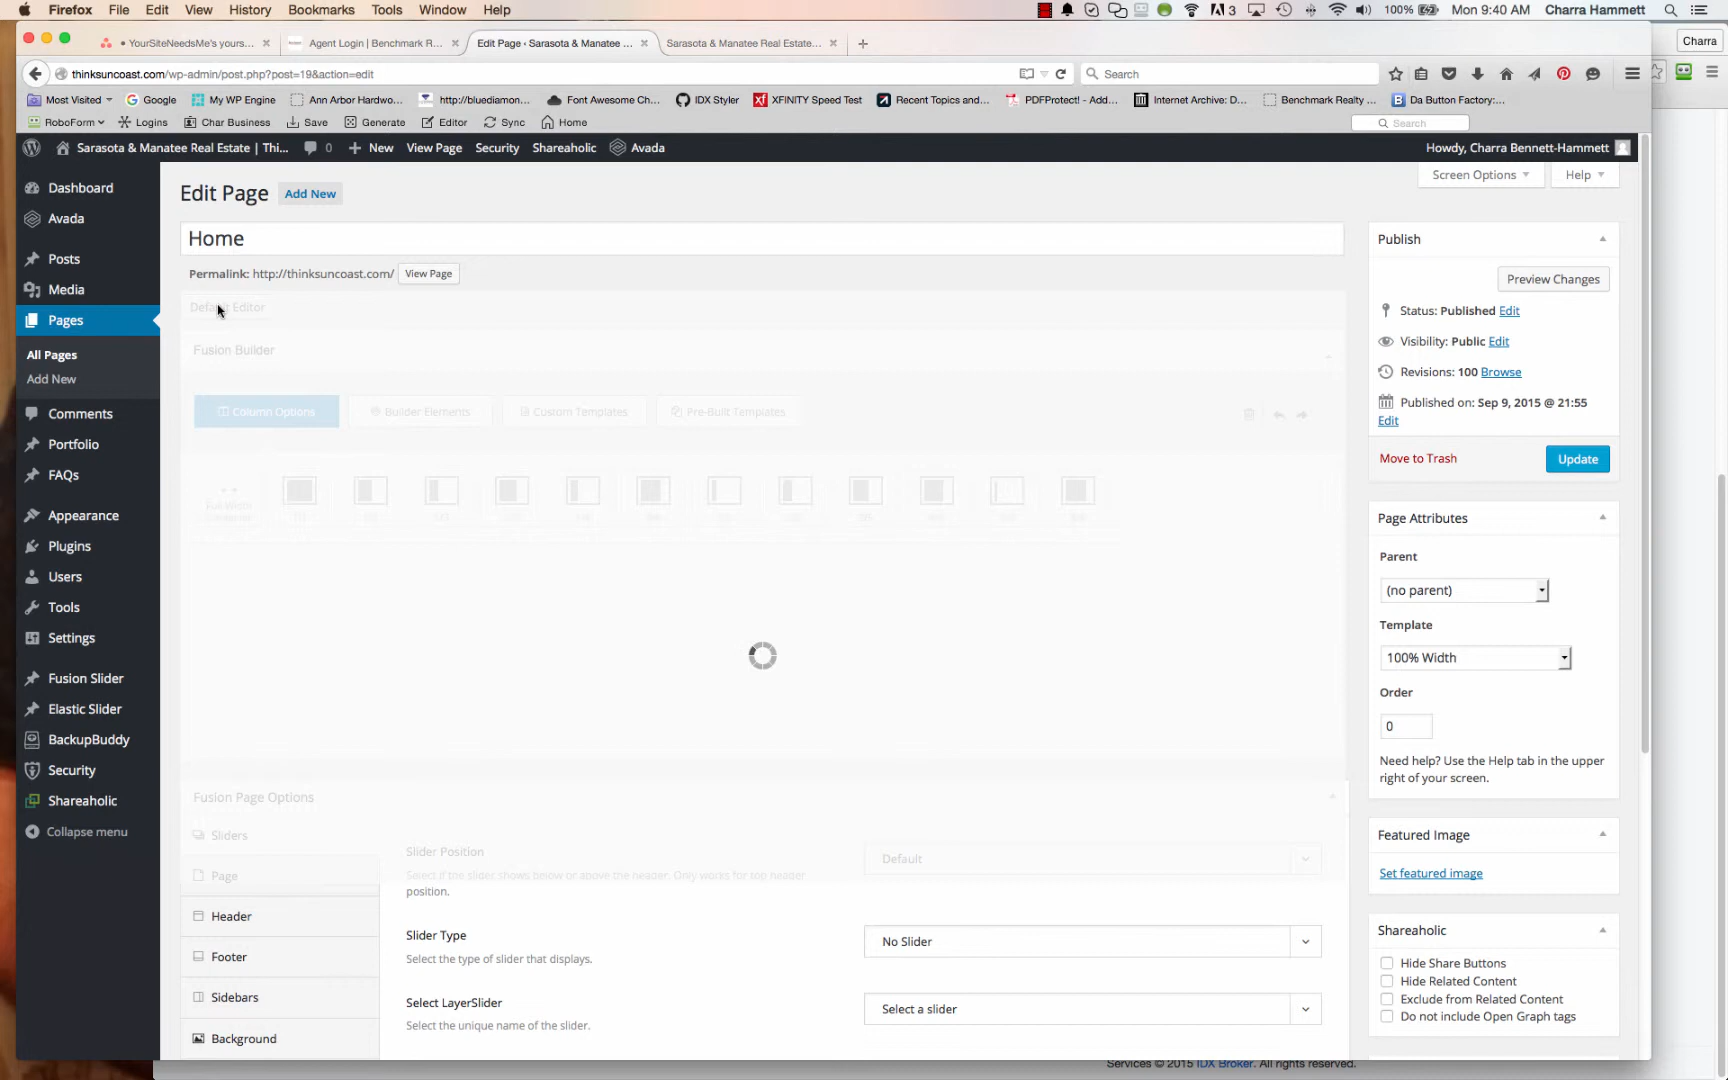 Firefox File Edit View History Bookmarks Tools Window Help 3 100% Mon 9:40 AM Charra Hammett
• YourSiteNeedsMe's yours... Agent Login | Benchmark R... Edit Page ‹ Sarasota & Manatee ... Sarasota & Manatee Real Estate... Charra
thinksuncoast.com/wp-admin/post.php?post=19&action=edit Search
Most Visited Google My WP Engine Ann Arbor Hardwo... http://bluediamon... Font Awesome Ch... IDX Styler XFINITY Speed Test Recent Topics and... PDFProtect! - Add... Internet Archive: D... Benchmark Realty ... Da Button Factory:...
RoboForm Logins Char Business Save Generate Editor Sync Home Search
Sarasota & Manatee Real Estate | Thi... 0 New View Page Security Shareaholic Avada Howdy, Charra Bennett-Hammett
Screen Options Help
Dashboard
Avada
Posts
Media
Pages
All Pages
Add New
Comments
Portfolio
FAQs
Appearance
Plugins
Users
Tools
Settings
Fusion Slider
Elastic Slider
BackupBuddy
Security
Shareaholic
Collapse menu
Edit Page Add New
Home
Permalink: http://thinksuncoast.com/ View Page
Default Editor
Fusion Builder
Column Options Builder Elements Custom Templates Pre-Built Templates
Full Width
Fusion Page Options
Sliders
Page
Header
Footer
Sidebars
Background
Slider Position Default
Select if the slider shows below or above the header. Only works for top header
position.
Slider Type No Slider
Select the type of slider that displays.
Select LayerSlider Select a slider
Select the unique name of the slider.
Publish
Preview Changes
Status: Published Edit
Visibility: Public Edit
Revisions: 100 Browse
Published on: Sep 9, 2015 @ 21:55
Edit
Move to Trash Update
Page Attributes
Parent
(no parent)
Template
100% Width
Order
0
Need help? Use the Help tab in the upper
right of your screen.
Featured Image
Set featured image
Shareaholic
Hide Share Buttons
Hide Related Content
Exclude from Related Content
Do not include Open Graph tags
Services © 2015 IDX Broker. All rights reserved.